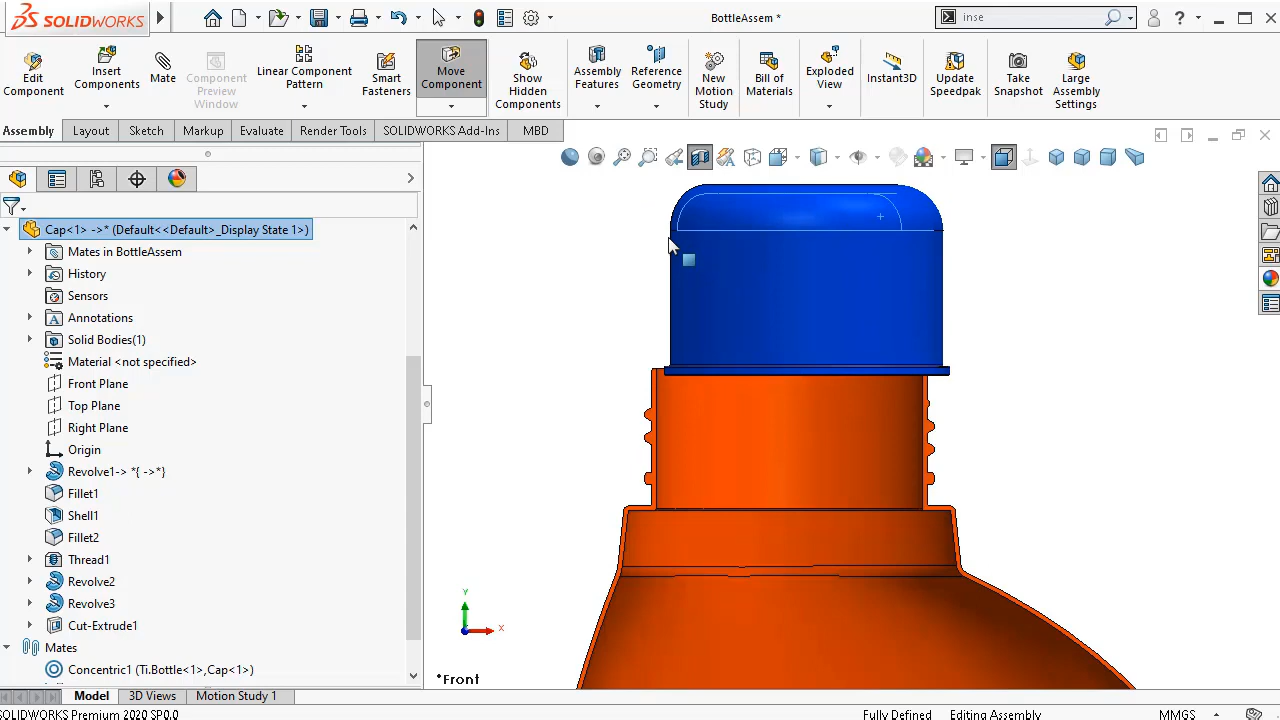 SOLIDWORKS
BottleAssem *
inse
?
Edit Component
Insert Components
Mate
Component Preview Window
Linear Component Pattern
Smart Fasteners
Move Component
Show Hidden Components
Assembly Features
Reference Geometry
New Motion Study
Bill of Materials
Exploded View
Instant3D
Update Speedpak
Take Snapshot
Large Assembly Settings
Assembly
Layout
Sketch
Markup
Evaluate
Render Tools
SOLIDWORKS Add-Ins
MBD
Cap<1> ->* (Default<<Default>_Display State 1>)
Mates in BottleAssem
History
Sensors
Annotations
Solid Bodies(1)
Material <not specified>
Front Plane
Top Plane
Right Plane
Origin
Revolve1-> *{ ->*}
Fillet1
Shell1
Fillet2
Thread1
Revolve2
Revolve3
Cut-Extrude1
Mates
Concentric1 (Ti.Bottle<1>,Cap<1>)
Y
X
*Front
Model
3D Views
Motion Study 1
SOLIDWORKS Premium 2020 SP0.0
Fully Defined
Editing Assembly
MMGS